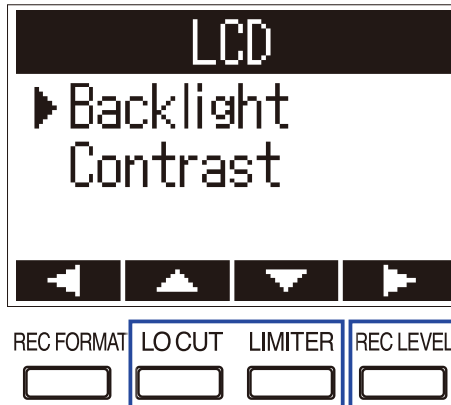 LCD
Backlight
Contrast
REC FORMAT LO CUT LIMITER REC LEVEL